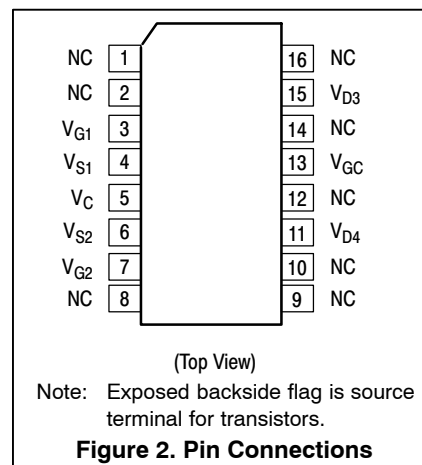 NC 1 16 NC
NC 2 15 VD3
VG1 3 14 NC
VS1 4 13 VGC
VC 5 12 NC
VS2 6 11 VD4
VG2 7 10 NC
NC 8 9 NC
(Top View)
Note: Exposed backside flag is source
terminal for transistors.
Figure 2. Pin Connections